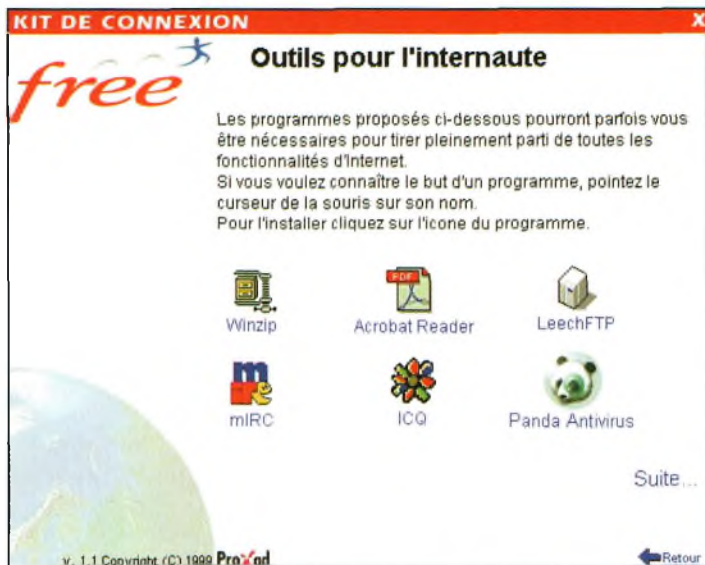 KIT DE CONNEXION X
free
Outils pour l'internaute
Les programmes proposés ci-dessous pourront parfois vous
être nécessaires pour tirer pleinement parti de toutes les
fonctionnalités d'Internet.
Si vous voulez connaître le but d'un programme, pointez le
curseur de la souris sur son nom.
Pour l'installer cliquez sur l'icone du programme.
PDF
Winzip Acrobat Reader LeechFTP
mIRC
mIRC ICQ Panda Antivirus
Suite...
v. 1.1 Copyright (C) 1999 ProXad
Retour